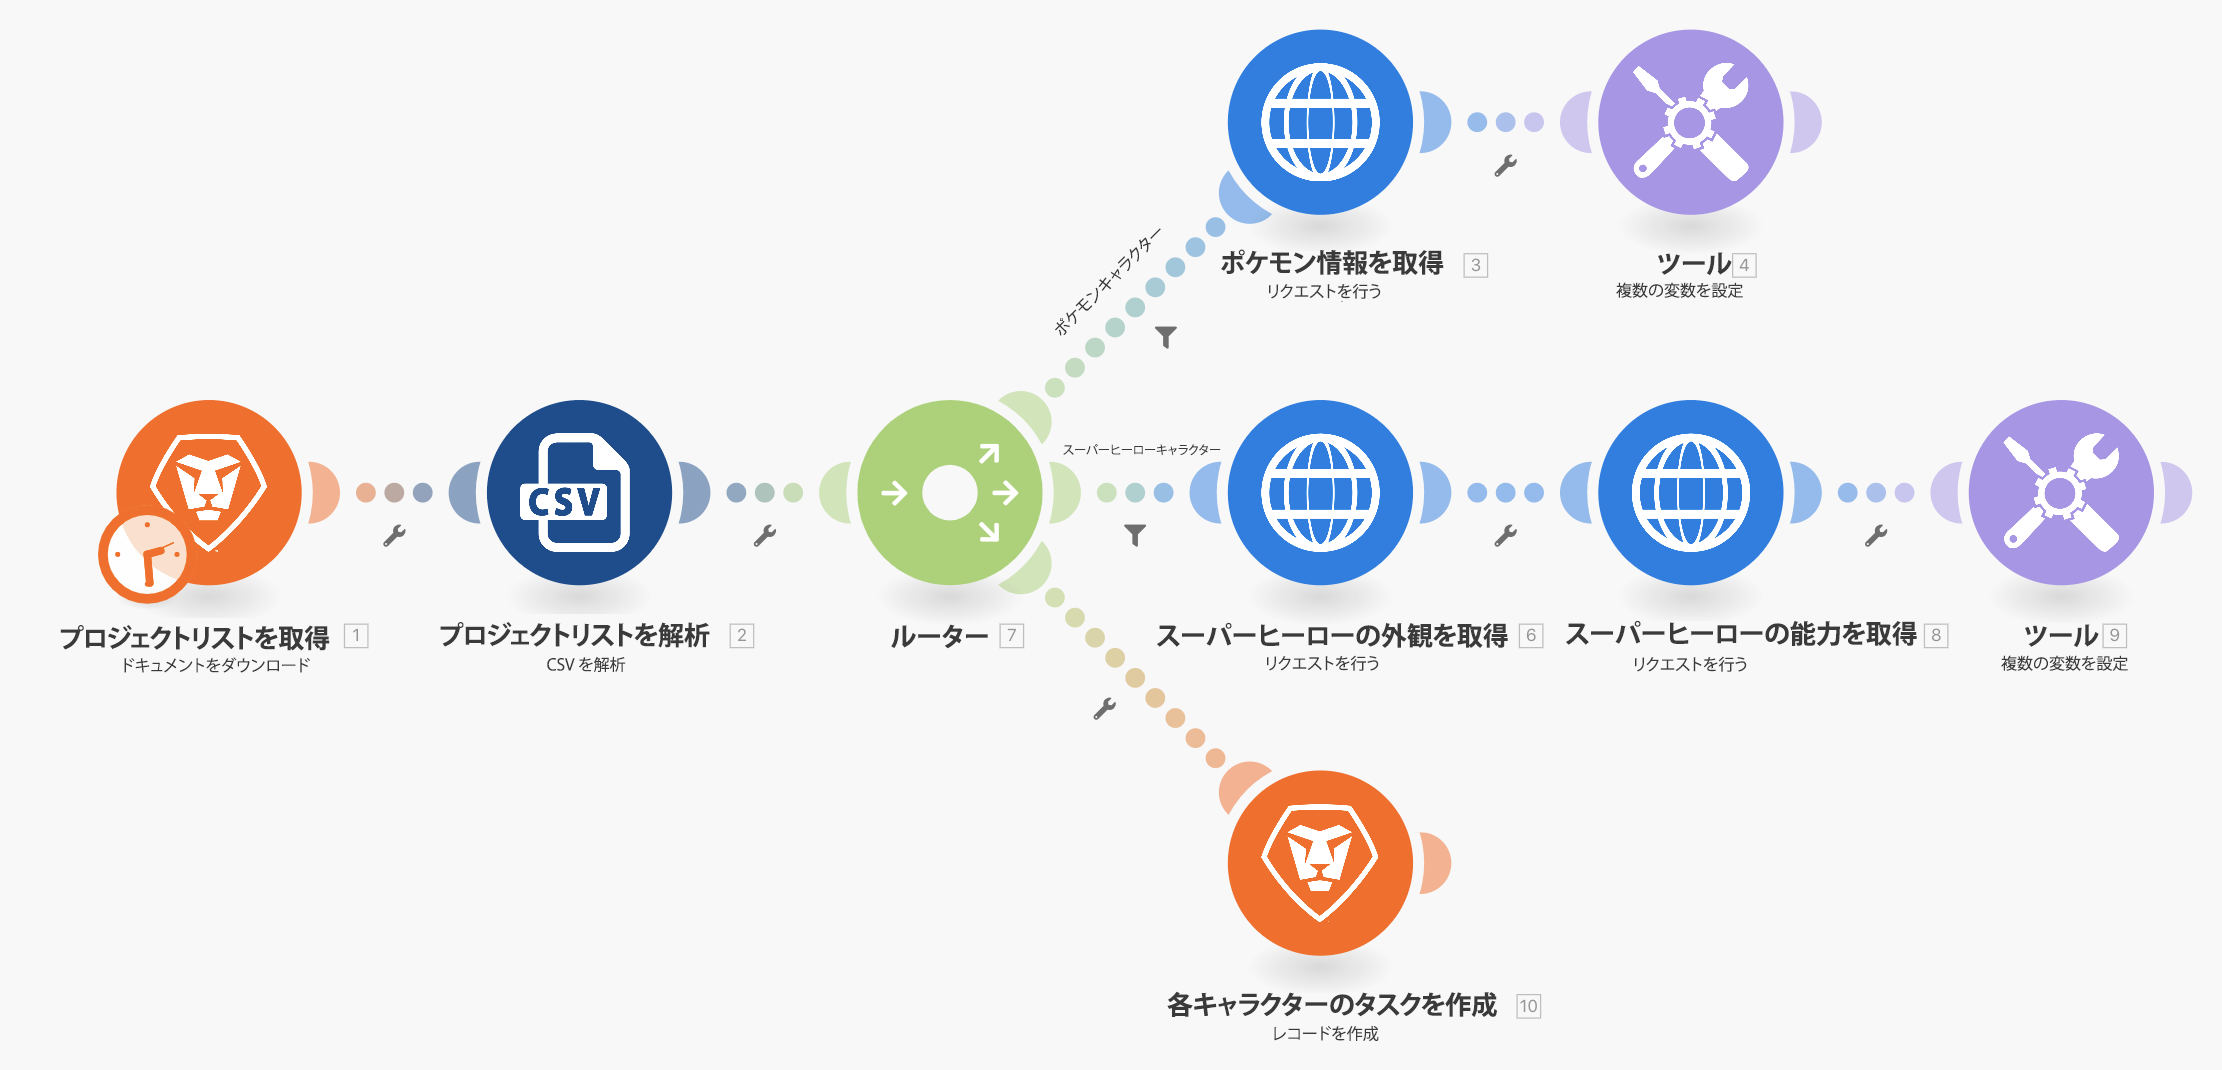 ポケモン情報を取得 3
リクエストを行う
ツール 4
複数の変数を設定
ポケモンキャラクター
スーパーヒーローキャラクター
CSV
プロジェクトリストを取得 1
ドキュメントをダウンロード
プロジェクトリストを解析 2
CSV を解析
ルーター 7
スーパーヒーローの外観を取得 6
リクエストを行う
スーパーヒーローの能力を取得 8
リクエストを行う
ツール 9
複数の変数を設定
各キャラクターのタスクを作成 10
レコードを作成